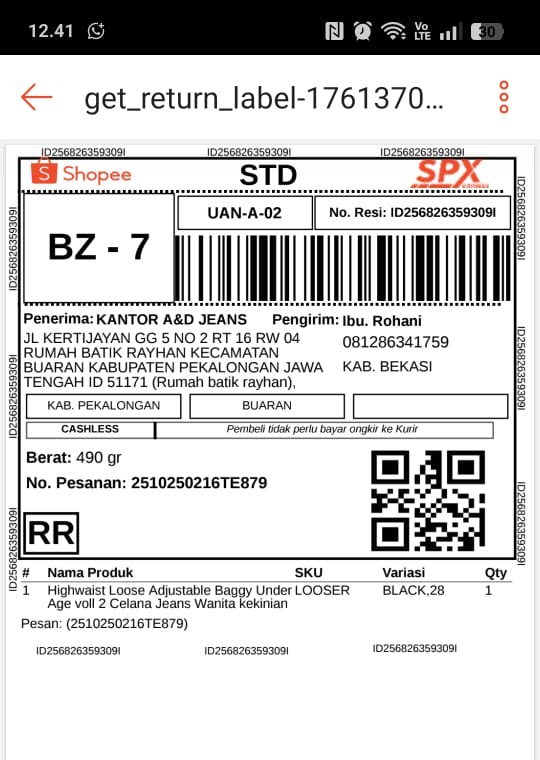 12.41
Vo LTE
30
get_return_label-1761370...
ID256826359309I ID256826359309I ID256826359309I
S Shopee STD SPX EXPRESS
UAN-A-02 No. Resi: ID256826359309I
BZ - 7
Penerima: KANTOR A&D JEANS Pengirim: Ibu. Rohani
JL KERTIJAYAN GG 5 NO 2 RT 16 RW 04
RUMAH BATIK RAYHAN KECAMATAN
BUARAN KABUPATEN PEKALONGAN JAWA
TENGAH ID 51171 (Rumah batik rayhan),
081286341759
KAB. BEKASI
KAB. PEKALONGAN BUARAN
CASHLESS Pembeli tidak perlu bayar ongkir ke Kurir
Berat: 490 gr
No. Pesanan: 2510250216TE879
RR
ID256826359309I
ID256826359309I
ID256826359309I
ID256826359309I
ID256826359309I
ID256826359309I
# Nama Produk SKU Variasi Qty
1 Highwaist Loose Adjustable Baggy Under LOOSER BLACK,28 1
Age voll 2 Celana Jeans Wanita kekinian
Pesan: (2510250216TE879)
ID256826359309I ID256826359309I ID256826359309I